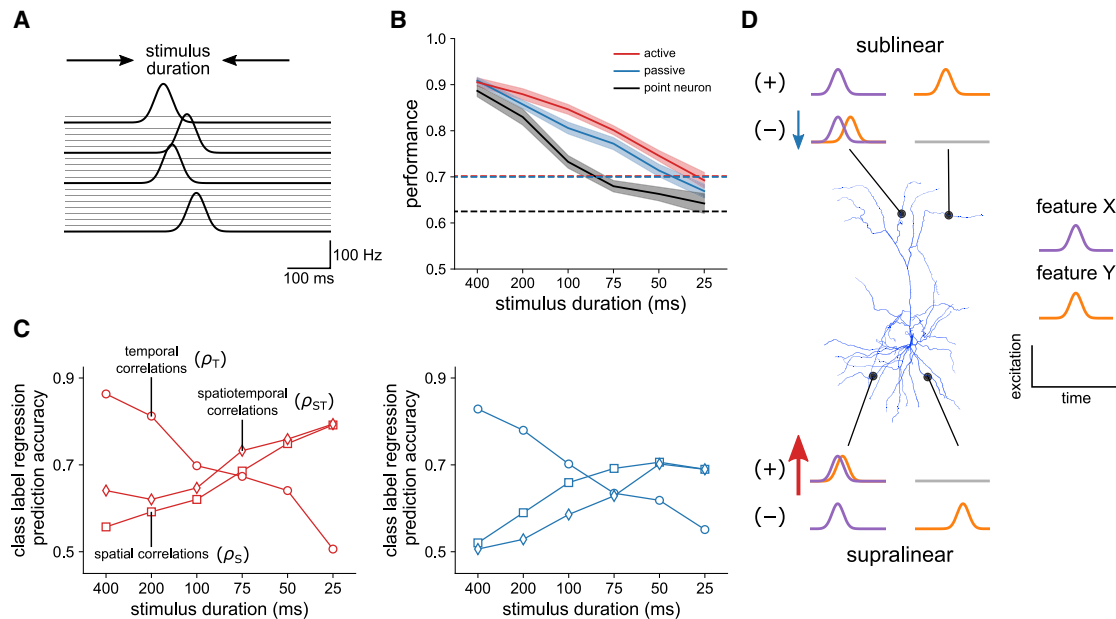 A
stimulus
duration
100 Hz
100 ms
B
1.0
0.9
0.8
0.7
0.6
0.5
performance
active
passive
point neuron
400
200
100
75
50
25
stimulus duration (ms)
C
0.9
0.7
0.5
class label regression
prediction accuracy
temporal
correlations
(ρT)
spatiotemporal
correlations
(ρST)
spatial correlations
(ρS)
400
200
100
75
50
25
stimulus duration (ms)
0.9
0.7
0.5
class label regression
prediction accuracy
400
200
100
75
50
25
stimulus duration (ms)
D
sublinear
(+)
(−)
feature X
feature Y
excitation
time
(+)
(−)
supralinear